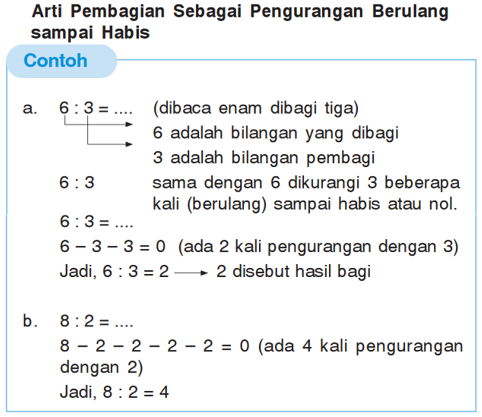 Arti Pembagian Sebagai Pengurangan Berulang
sampai Habis
Contoh
a. 6 : 3 = .... (dibaca enam dibagi tiga)
6 adalah bilangan yang dibagi
3 adalah bilangan pembagi
6 : 3 sama dengan 6 dikurangi 3 beberapa
kali (berulang) sampai habis atau nol.
6 : 3 = ....
6 – 3 – 3 = 0 (ada 2 kali pengurangan dengan 3)
Jadi, 6 : 3 = 2 → 2 disebut hasil bagi
b. 8 : 2 = ....
8 – 2 – 2 – 2 – 2 = 0 (ada 4 kali pengurangan
dengan 2)
Jadi, 8 : 2 = 4